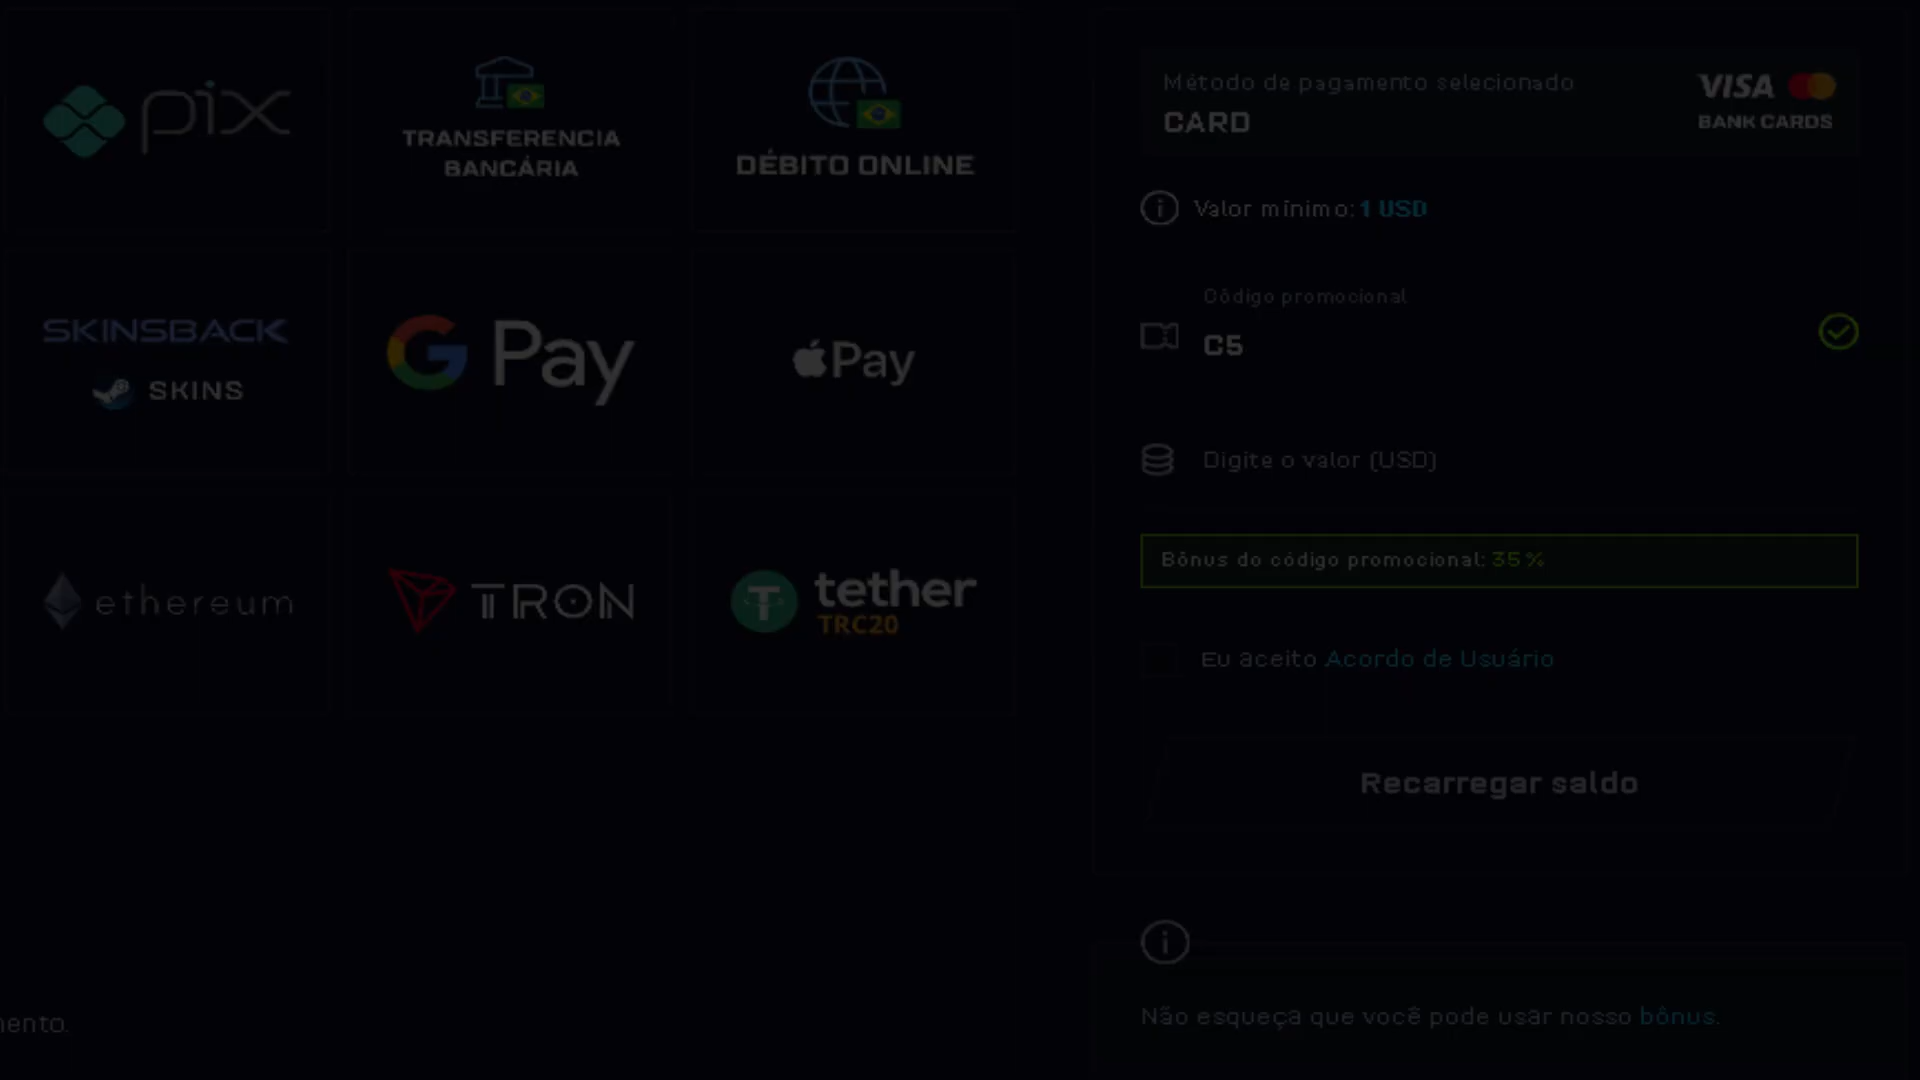 pix
TRANSFERENCIA
BANCÁRIA
DÉBITO ONLINE
SKINSBACK
SKINS
G Pay
Pay
ethereum
TRON
tether
TRC20
Método de pagamento selecionado
CARD
VISA
BANK CARDS
Valor mínimo: 1 USD
Código promocional
C5
Digite o valor (USD)
Bônus do código promocional: 35%
Eu aceito Acordo de Usuário
Recarregar saldo
Não esqueça que você pode usar nosso bônus.
mento.